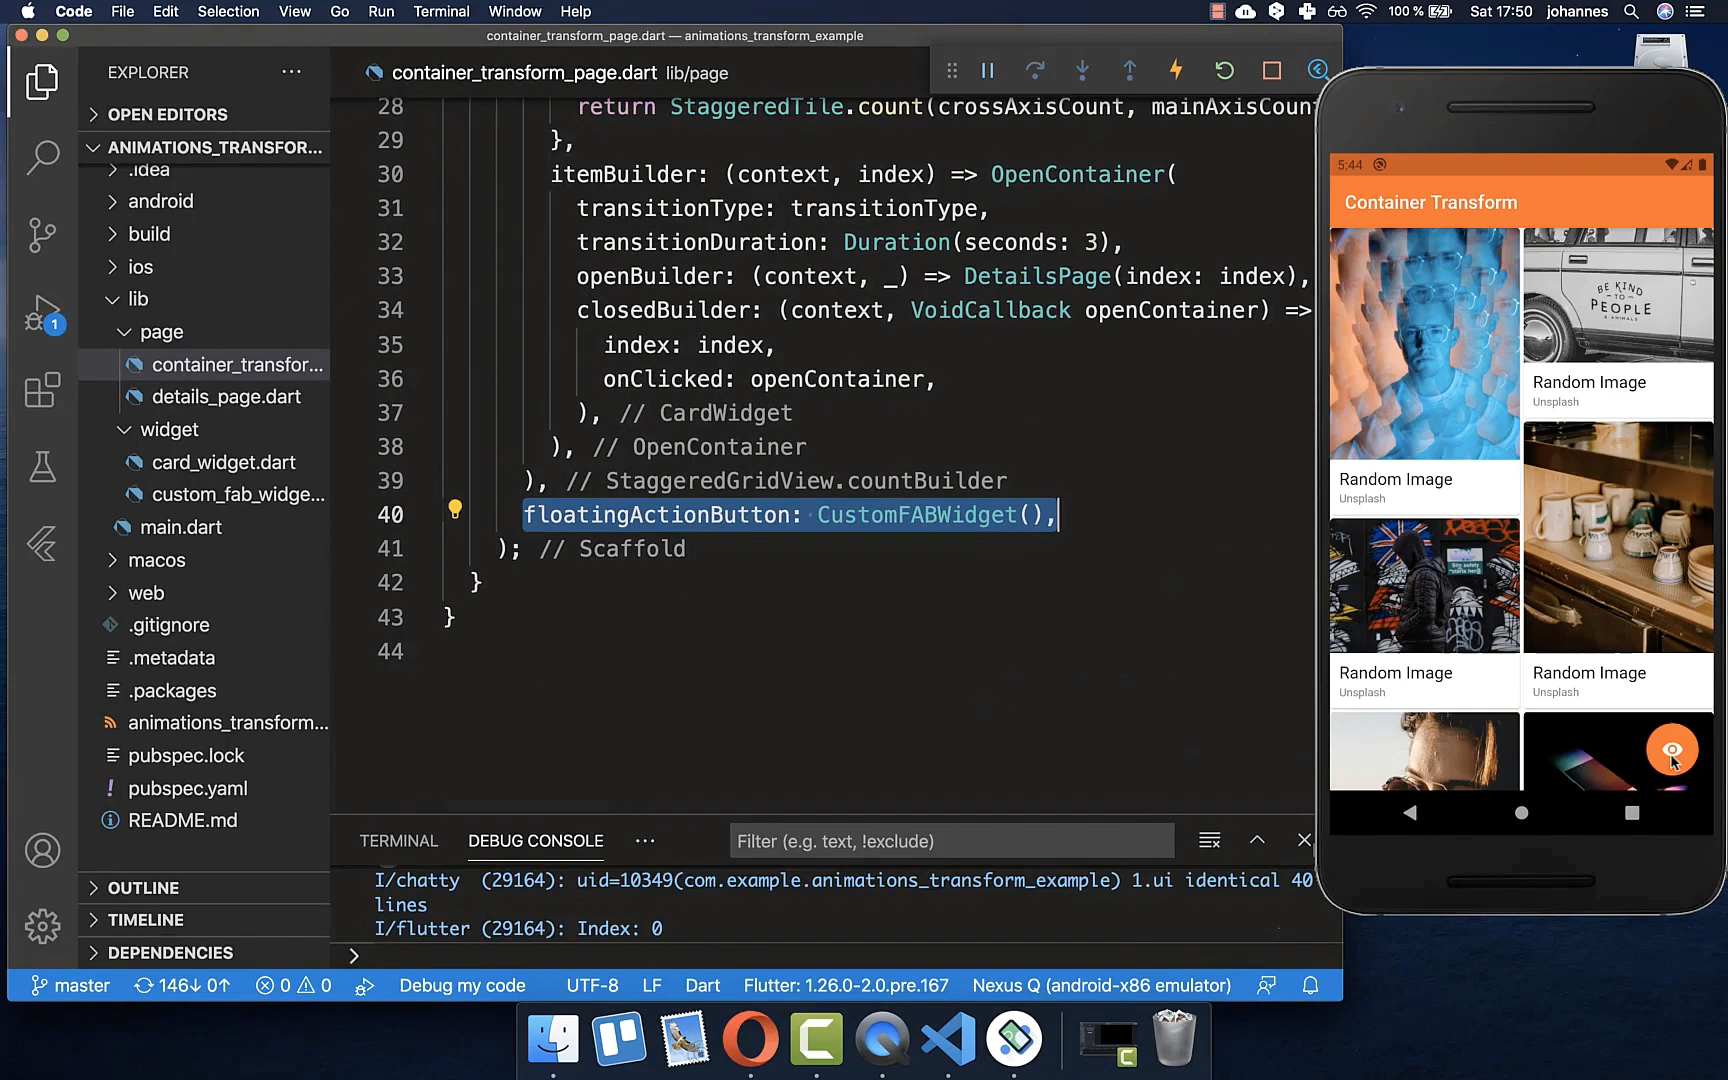 Code File Edit Selection View Go Run Terminal Window Help 100 % Sat 17:50 johannes
container_transform_page.dart — animations_transform_example
EXPLORER
container_transform_page.dart lib/page
OPEN EDITORS
ANIMATIONS_TRANSFOR...
.idea
android
build
ios
lib
page
container_transfor...
details_page.dart
widget
card_widget.dart
custom_fab_widge...
main.dart
macos
web
.gitignore
.metadata
.packages
animations_transform...
pubspec.lock
pubspec.yaml
README.md
OUTLINE
TIMELINE
DEPENDENCIES
1
28 return StaggeredTile.count(crossAxisCount, mainAxisCount
29 },
30 itemBuilder: (context, index) => OpenContainer(
31 transitionType: transitionType,
32 transitionDuration: Duration(seconds: 3),
33 openBuilder: (context, _) => DetailsPage(index: index),
34 closedBuilder: (context, VoidCallback openContainer) =>
35 index: index,
36 onClicked: openContainer,
37 ), // CardWidget
38 ), // OpenContainer
39 ), // StaggeredGridView.countBuilder
40 floatingActionButton: CustomFABWidget(),
41 ); // Scaffold
42 }
43 }
44
TERMINAL DEBUG CONSOLE ... Filter (e.g. text, !exclude)
I/chatty (29164): uid=10349(com.example.animations_transform_example) 1.ui identical 40
lines
I/flutter (29164): Index: 0
master 146↓ 0↑ 0 0 Debug my code UTF-8 LF Dart Flutter: 1.26.0-2.0.pre.167 Nexus Q (android-x86 emulator)
5:44
Container Transform
BE KIND
TO
PEOPLE
& ANIMALS
Random Image
Unsplash
Random Image
Unsplash
Random Image
Unsplash
Random Image
Unsplash